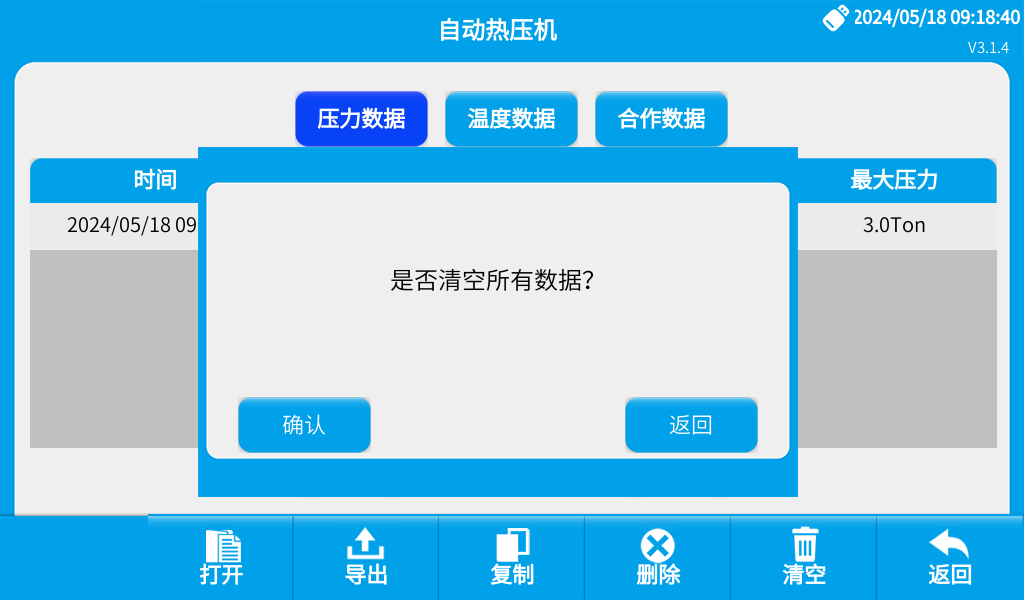 自动热压机
2024/05/18 09:18:40
V3.1.4
压力数据
温度数据
合作数据
时间
最大压力
2024/05/18 09
3.0Ton
是否清空所有数据?
确认
返回
打开
导出
复制
删除
清空
返回